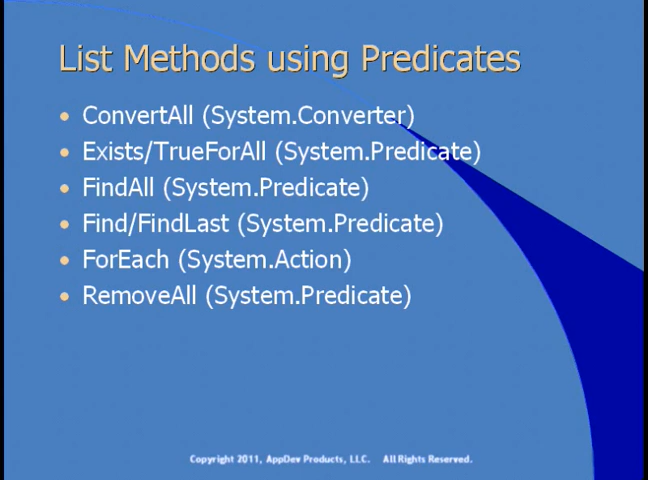 List Methods using Predicates
• ConvertAll (System.Converter)
• Exists/TrueForAll (System.Predicate)
• FindAll (System.Predicate)
• Find/FindLast (System.Predicate)
• ForEach (System.Action)
• RemoveAll (System.Predicate)
Copyright 2011, AppDev Products, LLC. All Rights Reserved.